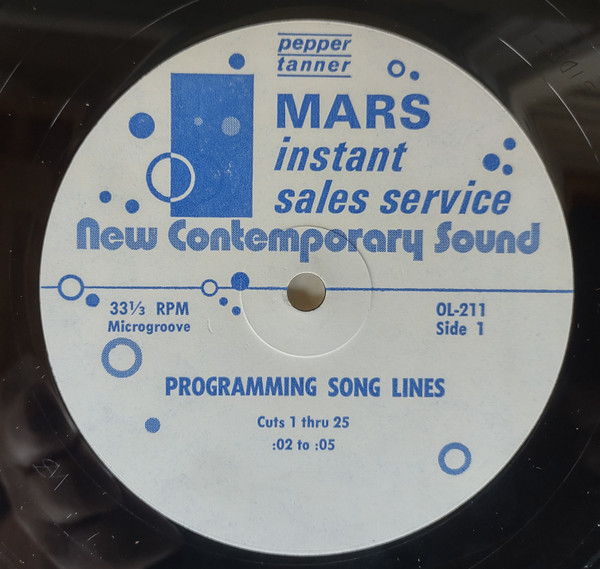 pepper
tanner
MARS
instant
sales service
New Contemporary Sound
33⅓ RPM
Microgroove
OL-211
Side 1
PROGRAMMING SONG LINES
Cuts 1 thru 25
:02 to :05